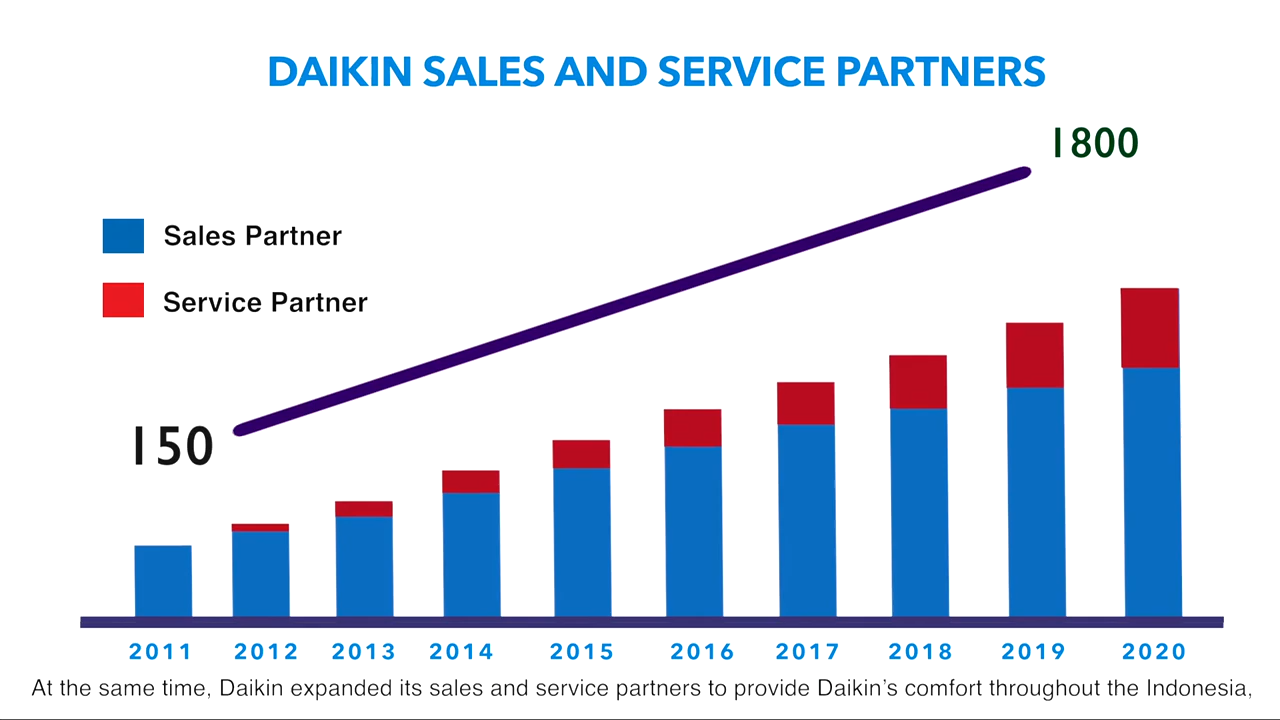 DAIKIN SALES AND SERVICE PARTNERS
1800
Sales Partner
Service Partner
150
2011 2012 2013 2014 2015 2016 2017 2018 2019 2020
At the same time, Daikin expanded its sales and service partners to provide Daikin's comfort throughout the Indonesia,